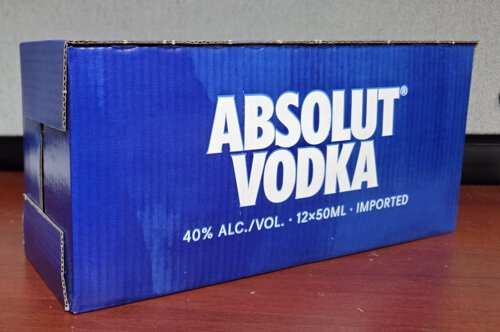 ABSOLUT®
VODKA
40% ALC./VOL. · 12×50ML · IMPORTED